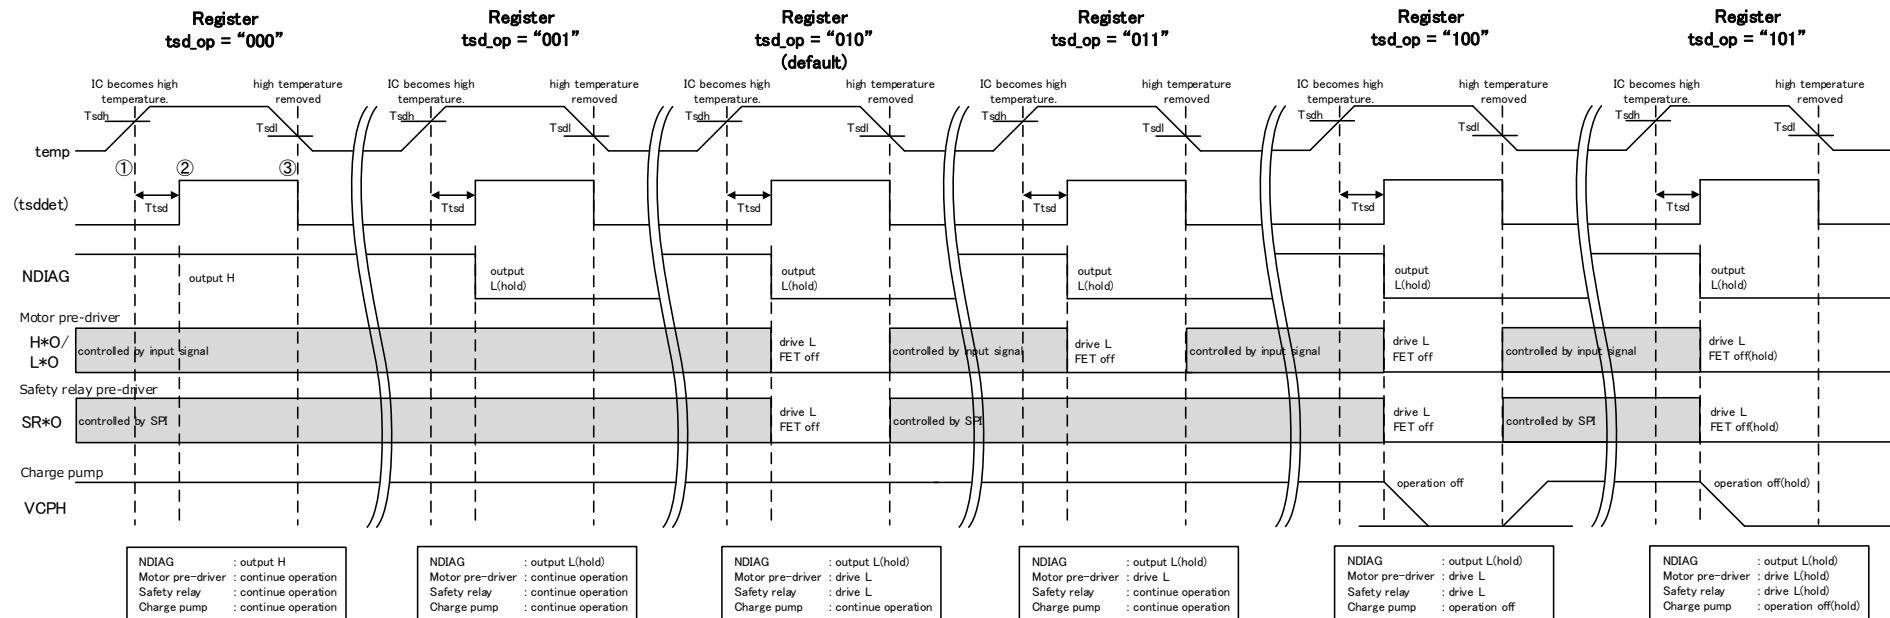 Register
tsd_op = “000”
Register
tsd_op = “001”
Register
tsd_op = “010”
(default)
Register
tsd_op = “011”
Register
tsd_op = “100”
Register
tsd_op = “101”
IC becomes high
temperature.
high temperature
removed
IC becomes high
temperature.
high temperature
removed
IC becomes high
temperature.
high temperature
removed
IC becomes high
temperature.
high temperature
removed
IC becomes high
temperature.
high temperature
removed
IC becomes high
temperature.
high temperature
removed
Tsdh
Tsdl
Tsdh
Tsdl
Tsdh
Tsdl
Tsdh
Tsdl
Tsdh
Tsdl
Tsdh
Tsdl
temp
① ② ③
(tsddet)
Ttsd
Ttsd
Ttsd
Ttsd
Ttsd
Ttsd
NDIAG
output H
output
L(hold)
output
L(hold)
output
L(hold)
output
L(hold)
output
L(hold)
Motor pre-driver
H*O/
L*O
controlled by input signal
drive L
FET off
controlled by input signal
drive L
FET off
controlled by input signal
drive L
FET off
controlled by input signal
drive L
FET off(hold)
Safety relay pre-driver
SR*O
controlled by SPI
drive L
FET off
controlled by SPI
drive L
FET off
controlled by SPI
drive L
FET off(hold)
Charge pump
VCPH
operation off
operation off(hold)
NDIAG : output H
Motor pre-driver : continue operation
Safety relay : continue operation
Charge pump : continue operation
NDIAG : output L(hold)
Motor pre-driver : continue operation
Safety relay : continue operation
Charge pump : continue operation
NDIAG : output L(hold)
Motor pre-driver : drive L
Safety relay : drive L
Charge pump : continue operation
NDIAG : output L(hold)
Motor pre-driver : drive L
Safety relay : continue operation
Charge pump : continue operation
NDIAG : output L(hold)
Motor pre-driver : drive L
Safety relay : drive L
Charge pump : operation off
NDIAG : output L(hold)
Motor pre-driver : drive L(hold)
Safety relay : drive L(hold)
Charge pump : operation off(hold)